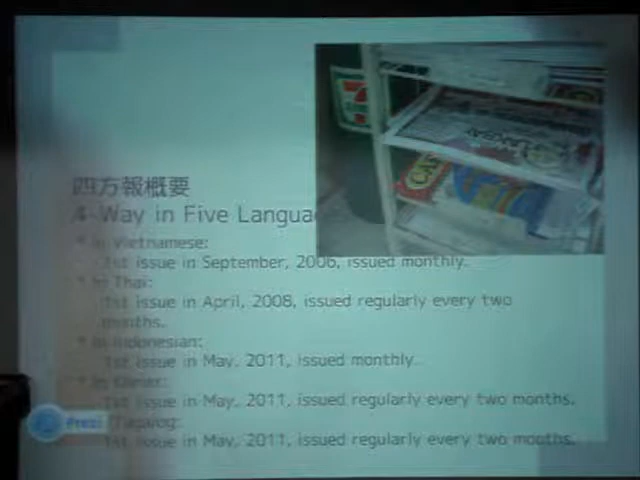 四方報概要
4-Way in Five Langua
* In Vietnamese:
1st issue in September, 2006, issued monthly.
* In Thai:
1st issue in April, 2008, issued regularly every two
months.
* In Indonesian:
1st issue in May, 2011, issued monthly.
* In Khmer:
1st issue in May, 2011, issued regularly every two months.
Tagalog:
1st issue in May, 2011, issued regularly every two months.
Prezi
7